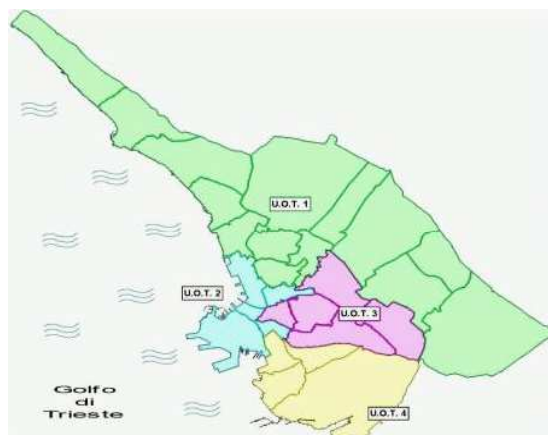 U.O.T. 1
U.O.T. 2
U.O.T. 3
Golfo
di
Trieste
U.O.T. 4